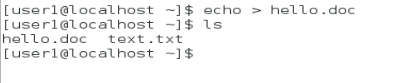 [user1@localhost ~]$ echo > hello.doc
[user1@localhost ~]$ ls
hello.doc  text.txt
[user1@localhost ~]$